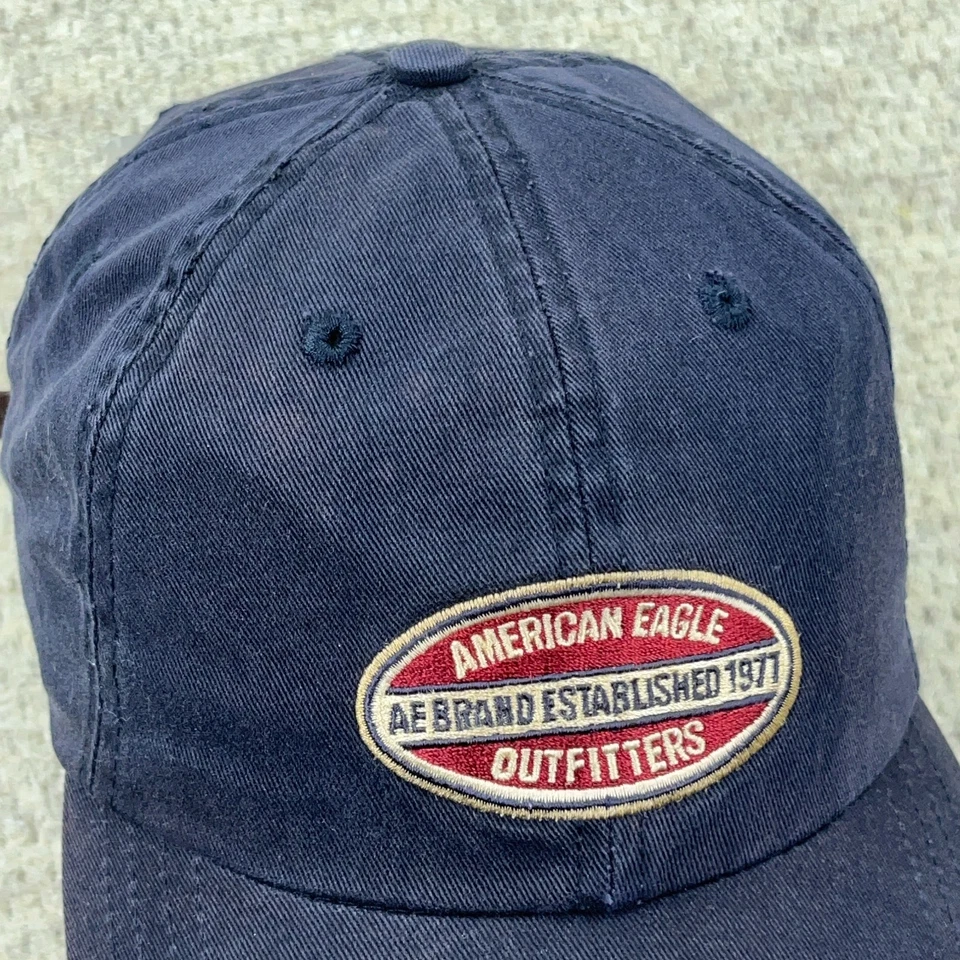 AMERICAN EAGLE
AE BRAND ESTABLISHED 1977
OUTFITTERS